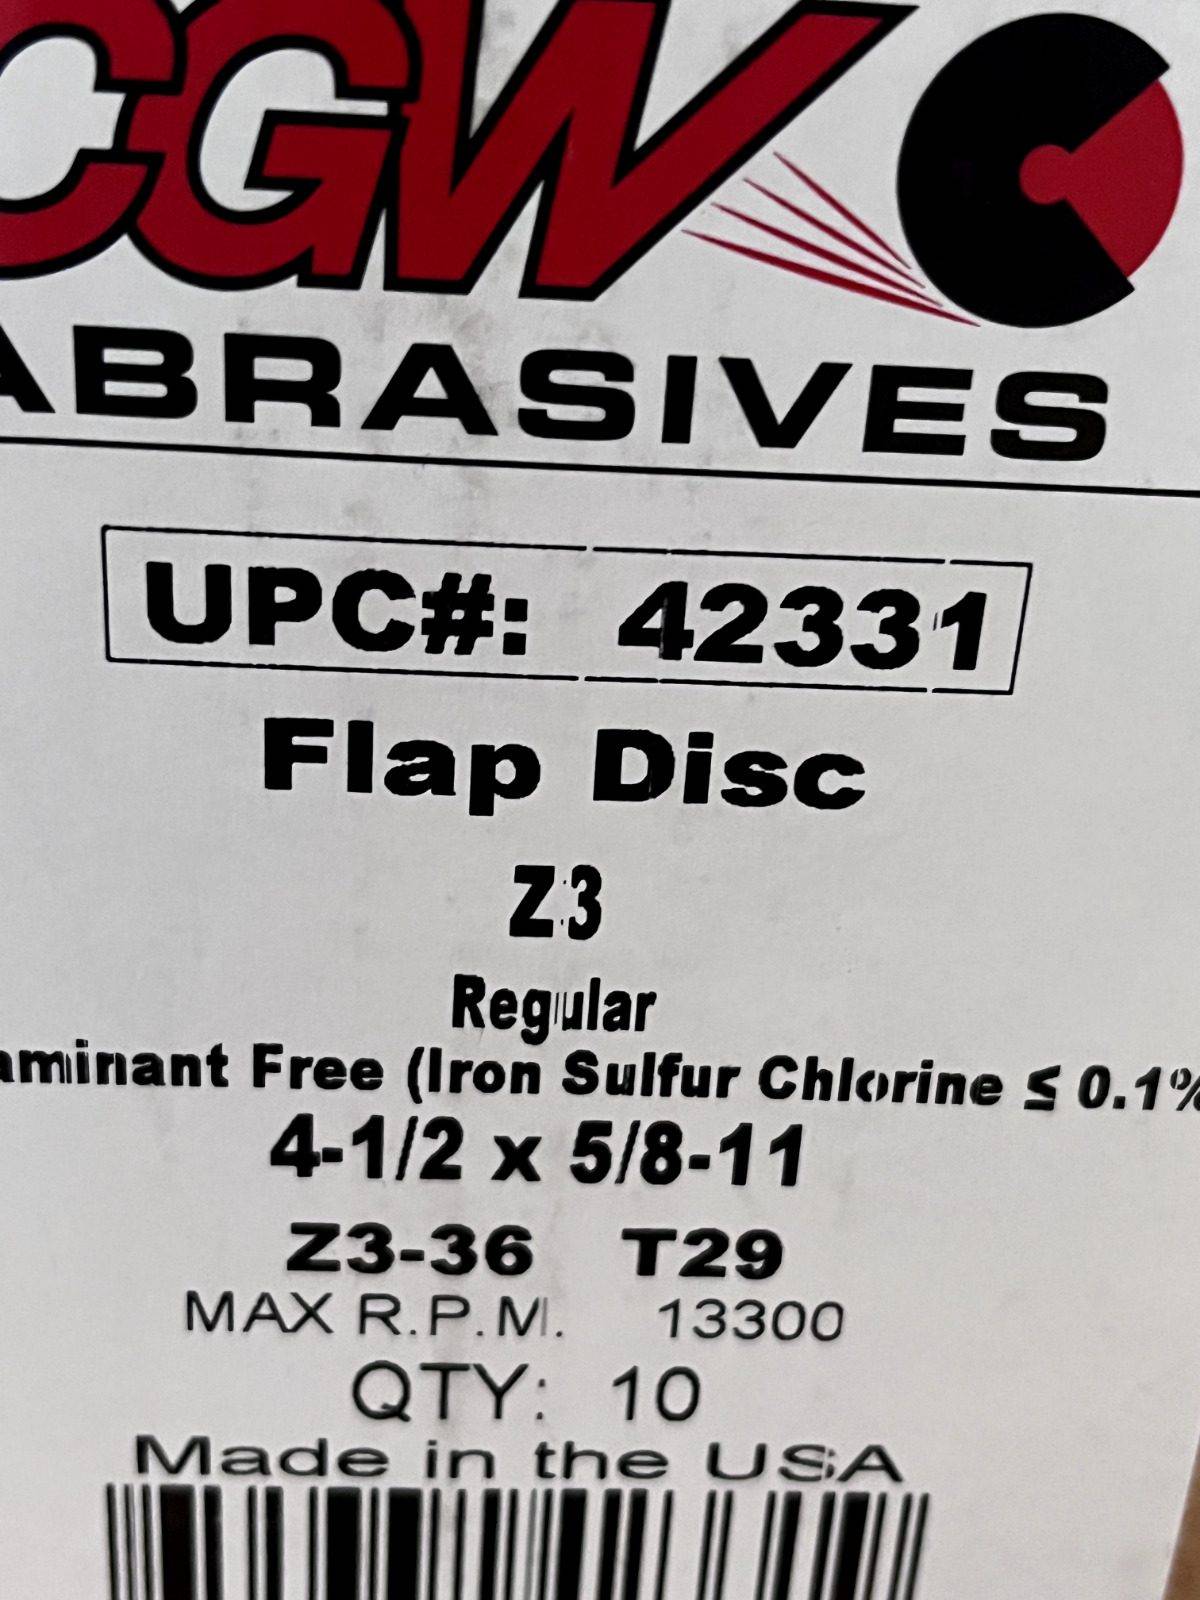 CGW
ABRASIVES
UPC#: 42331
Flap Disc
Z3
Regular
aminant Free (Iron Sulfur Chlorine ≤ 0.1%
4-1/2 x 5/8-11
Z3-36 T29
MAX R.P.M. 13300
QTY: 10
Made in the USA